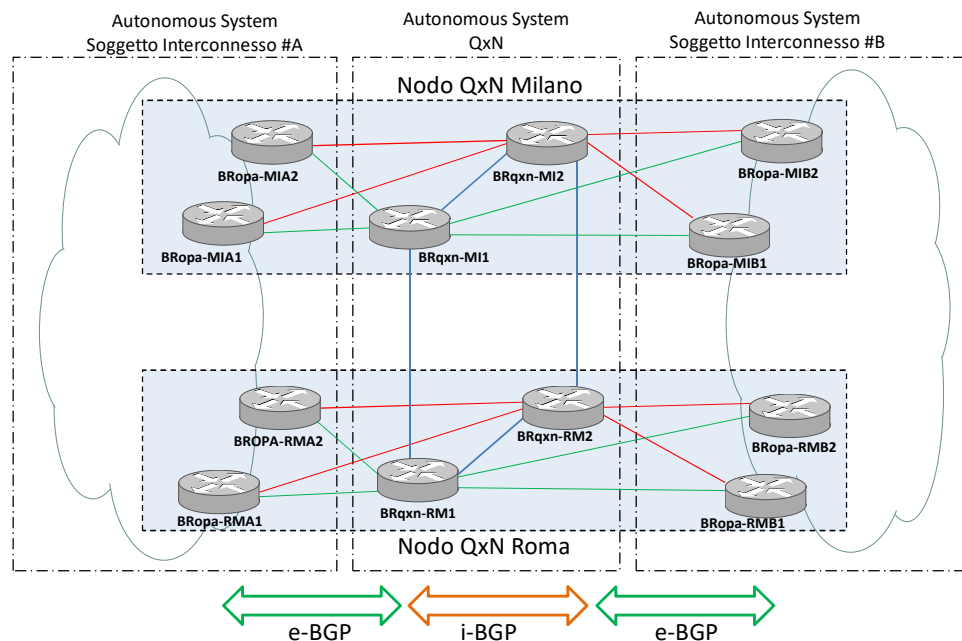 Autonomous System
Soggetto Interconnesso #A
Autonomous System
QxN
Autonomous System
Soggetto Interconnesso #B
Nodo QxN Milano
BRopa-MIA2
BRqxn-MI2
BRopa-MIB2
BRopa-MIA1
BRqxn-MI1
BRopa-MIB1
BROPA-RMA2
BRqxn-RM2
BRopa-RMB2
BRopa-RMA1
BRqxn-RM1
BRopa-RMB1
Nodo QxN Roma
e-BGP
i-BGP
e-BGP